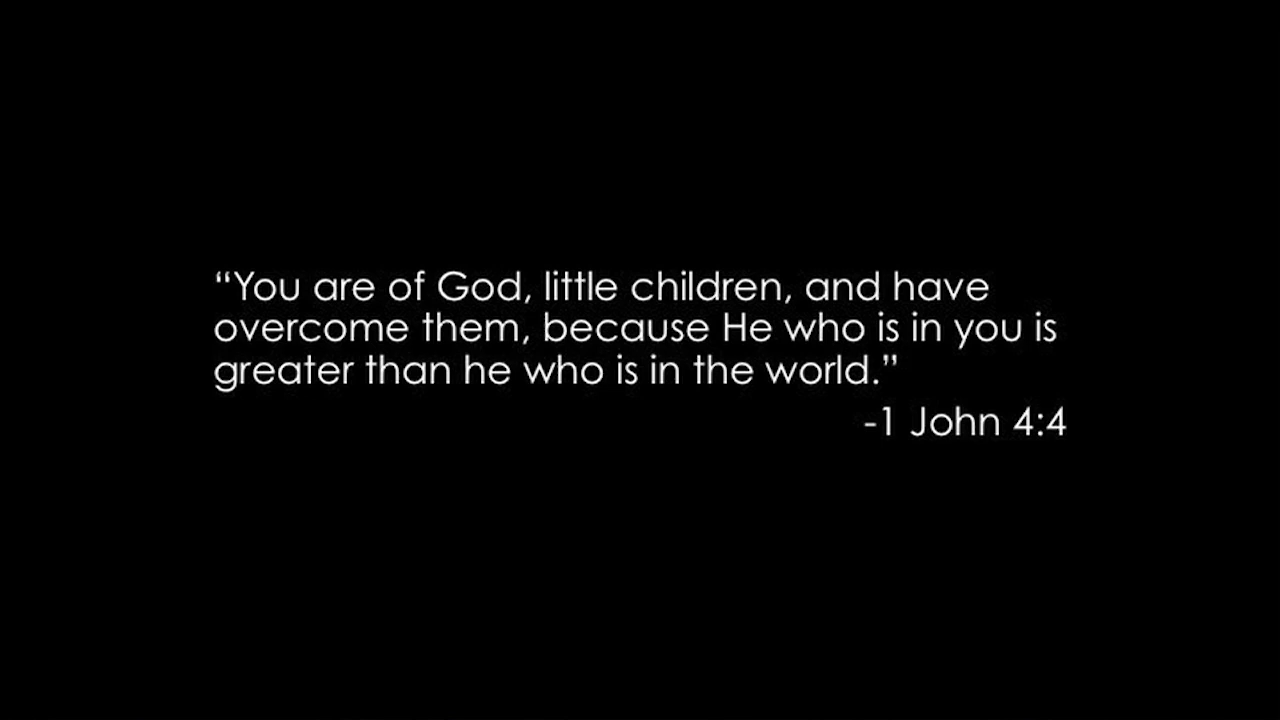 “You are of God, little children, and have
overcome them, because He who is in you is
greater than he who is in the world.”
-1 John 4:4